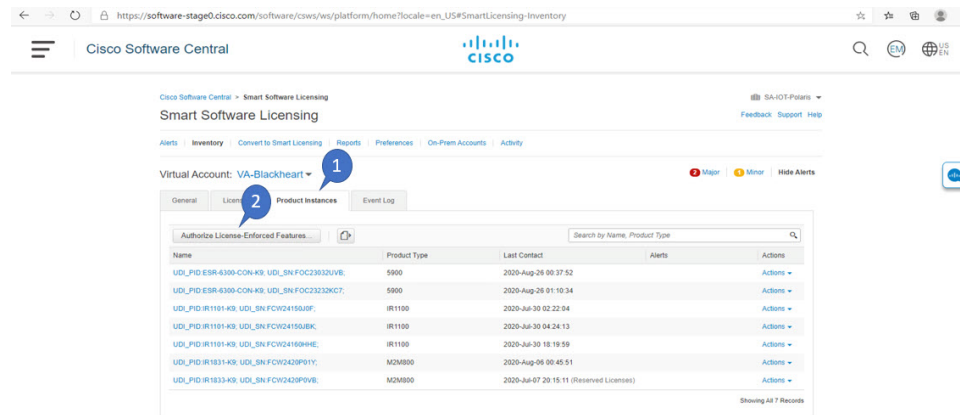 https://software-stage0.cisco.com/software/csws/ws/platform/home?locale=en_US#SmartLicensing-Inventory
Cisco Software Central
CISCO
EM
US
EN
Cisco Software Central > Smart Software Licensing
SA-IOT-Polaris
Smart Software Licensing
Feedback Support Help
Alerts Inventory Convert to Smart Licensing Reports Preferences On-Prem Accounts Activity
1
Virtual Account: VA-Blackheart
2 Major 1 Minor Hide Alerts
General Product Instances Event Log
2
Authorize License-Enforced Features... Search by Name, Product Type
Name Product Type Last Contact Alerts Actions
UDI_PID:ESR-6300-CON-K9; UDI_SN:FOC23032UVB; 5900 2020-Aug-26 00:37:52 Actions
UDI_PID:ESR-6300-CON-K9; UDI_SN:FOC23232KC7; 5900 2020-Aug-26 01:10:34 Actions
UDI_PID:IR1101-K9; UDI_SN:FCW24150J0F; IR1100 2020-Jul-30 02:22:04 Actions
UDI_PID:IR1101-K9; UDI_SN:FCW24150JBK; IR1100 2020-Jul-30 04:24:13 Actions
UDI_PID:IR1101-K9; UDI_SN:FCW24160HHE; IR1100 2020-Jul-30 18:19:59 Actions
UDI_PID:IR1831-K9; UDI_SN:FCW2420P01Y; M2M800 2020-Aug-06 00:45:51 Actions
UDI_PID:IR1833-K9; UDI_SN:FCW2420P0VB; M2M800 2020-Jul-07 20:15:11 (Reserved Licenses) Actions
Showing All 7 Records